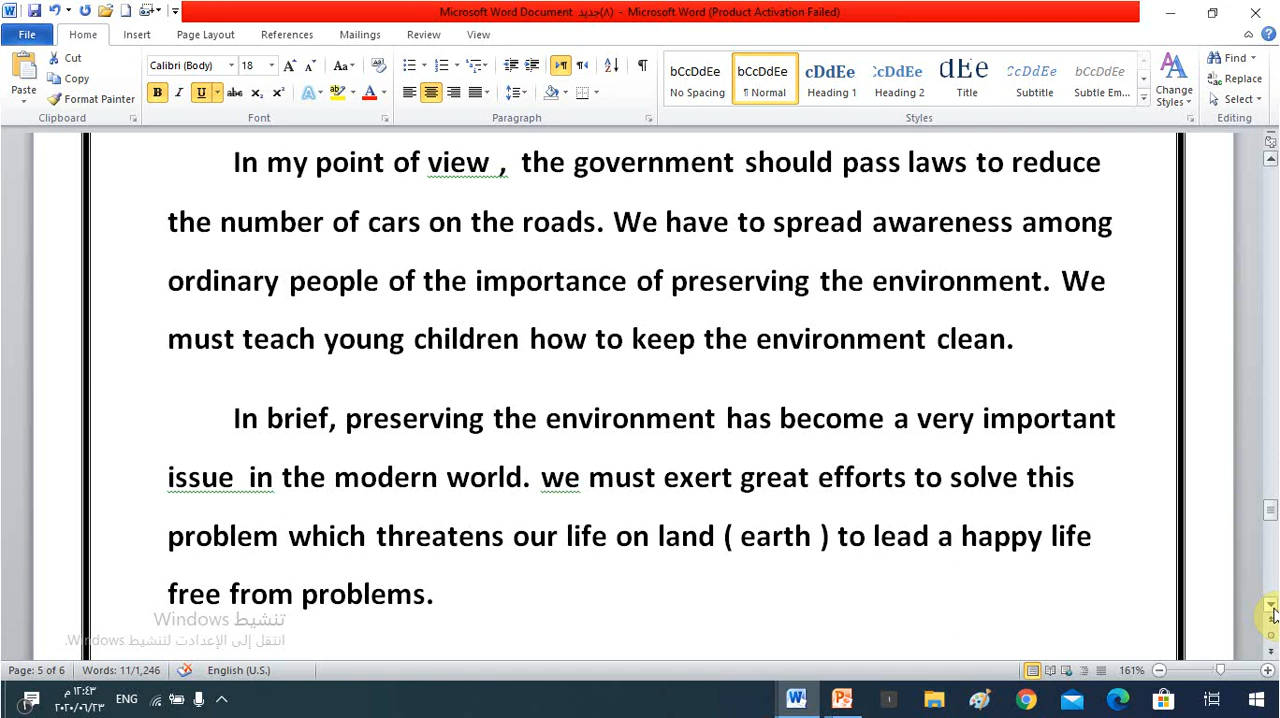 Microsoft Word Document جديد(٨) - Microsoft Word (Product Activation Failed)
File Home Insert Page Layout References Mailings Review View
Paste
Cut
Copy
Format Painter
Clipboard
Calibri (Body) 18
Font
Paragraph
bCcDdEe bCcDdEe cDdEe :cDdEe dEe CcDdEe bCcDdEe
No Spacing ¶ Normal Heading 1 Heading 2 Title Subtitle Subtle Em...
Change Styles
Styles
Find
Replace
Select
Editing
In my point of view , the government should pass laws to reduce
the number of cars on the roads. We have to spread awareness among
ordinary people of the importance of preserving the environment. We
must teach young children how to keep the environment clean.
In brief, preserving the environment has become a very important
issue in the modern world. we must exert great efforts to solve this
problem which threatens our life on land ( earth ) to lead a happy life
free from problems.
تنشيط Windows
انتقل إلى الإعدادات لتنشيط Windows.
Page: 5 of 6 Words: 11/1,246 English (U.S.) 161%
ENG
١٢:٤٣ م
٢٠٢٠/٠٦/٢٣